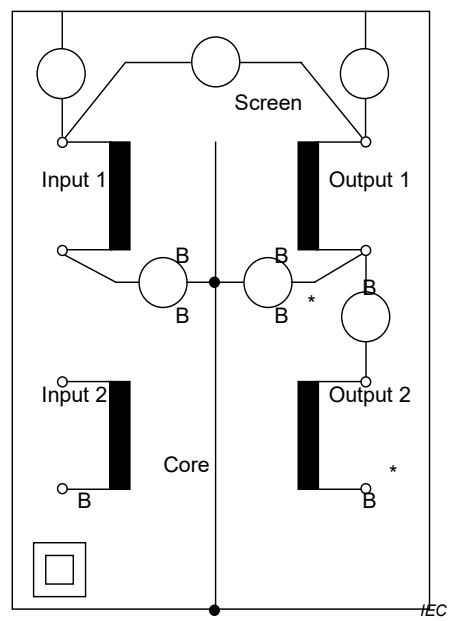 Screen
Input 1
Output 1
B
B
B
B
B
*
Input 2
Output 2
Core
*
B
B
IEC